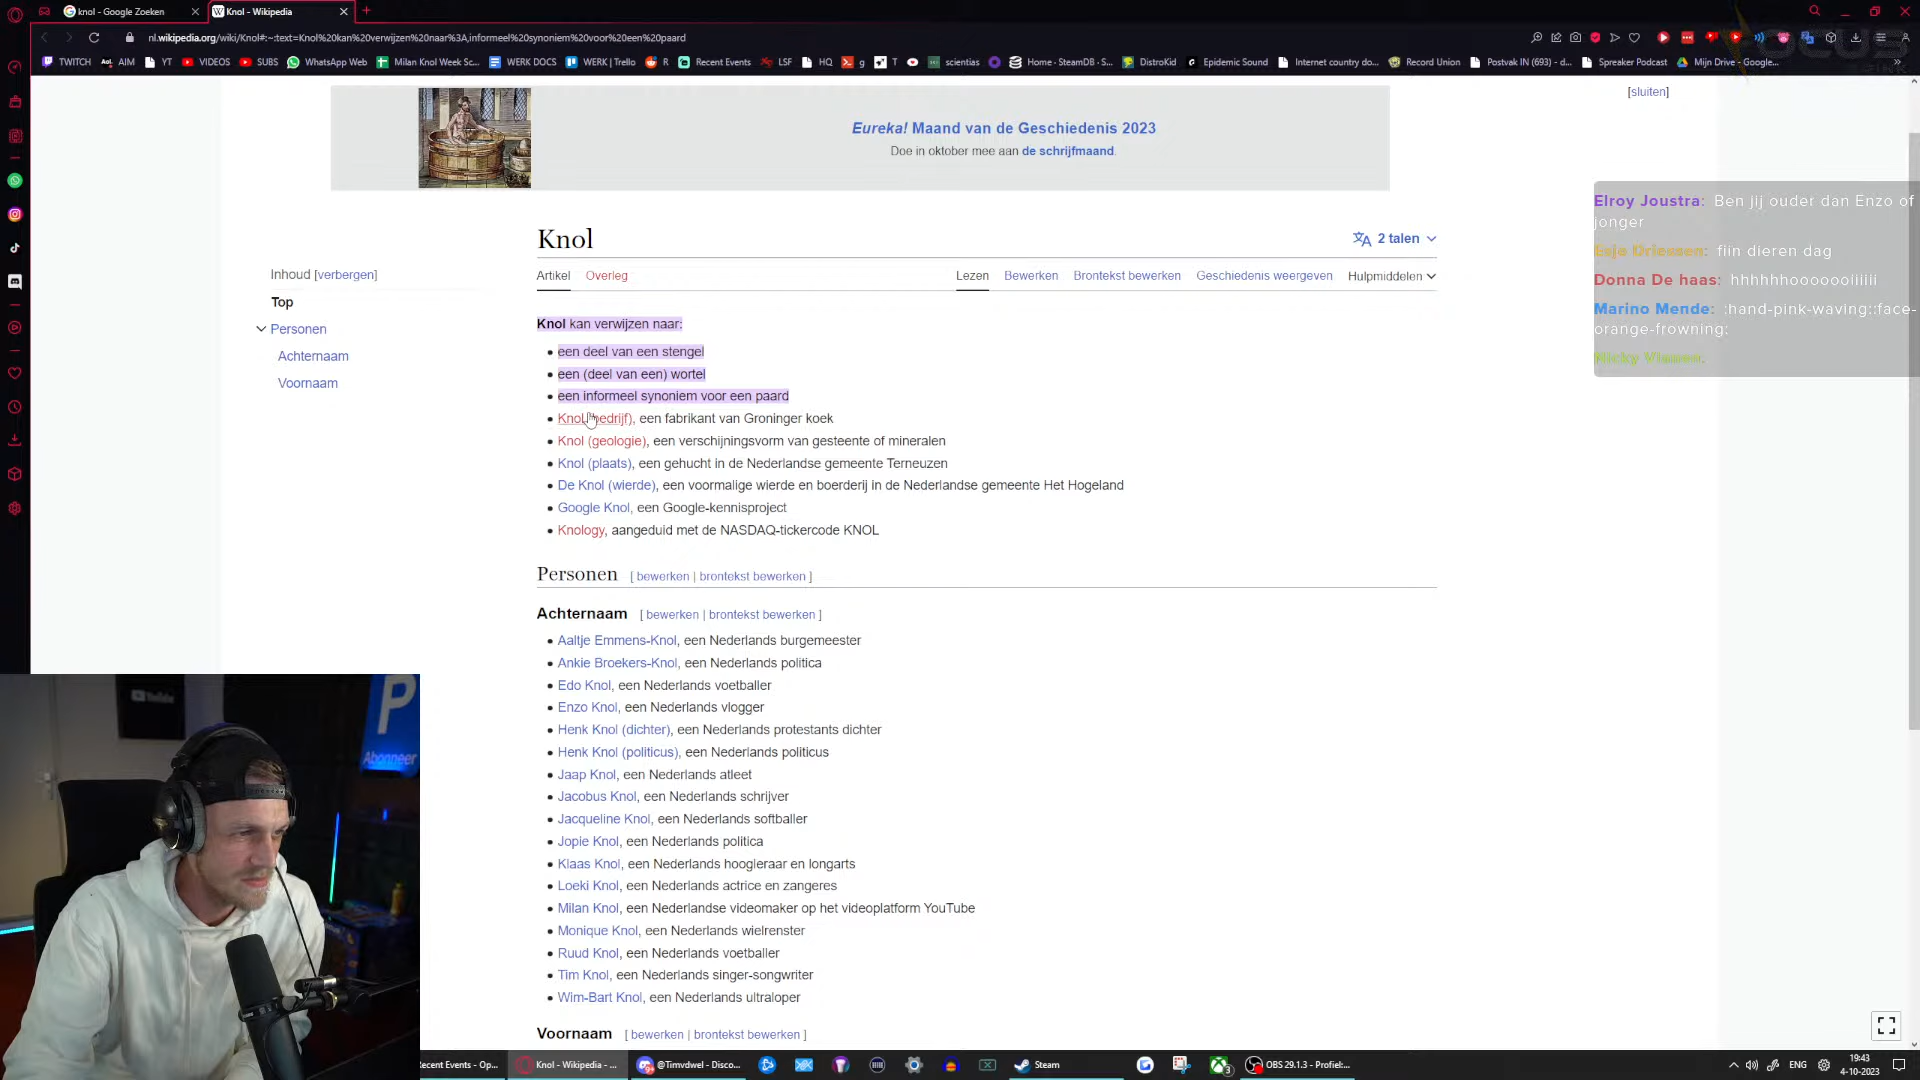 knol - Google Zoeken
Knol - Wikipedia
nl.wikipedia.org/wiki/Knol#:~:text=Knol%20kan%20verwijzen%20naar%3A,informeel%20synoniem%20voor%20een%20paard
TWITCH AIM YT VIDEOS SUBS WhatsApp Web Milan Knol Week Sc... WERK DOCS WERK | Trello R Recent Events LSF HQ g T scientias Home - SteamDB - S... DistroKid Epidemic Sound Internet country do... Record Union Postvak IN (693) - d... Spreaker Podcast Mijn Drive - Google...
[sluiten]
Eureka! Maand van de Geschiedenis 2023
Doe in oktober mee aan de schrijfmaand.
Knol
2 talen
Inhoud [verbergen]
Top
Personen
Achternaam
Voornaam
Artikel Overleg Lezen Bewerken Brontekst bewerken Geschiedenis weergeven Hulpmiddelen
Knol kan verwijzen naar:
een deel van een stengel
een (deel van een) wortel
een informeel synoniem voor een paard
Knol (bedrijf), een fabrikant van Groninger koek
Knol (geologie), een verschijningsvorm van gesteente of mineralen
Knol (plaats), een gehucht in de Nederlandse gemeente Terneuzen
De Knol (wierde), een voormalige wierde en boerderij in de Nederlandse gemeente Het Hogeland
Google Knol, een Google-kennisproject
Knology, aangeduid met de NASDAQ-tickercode KNOL
Personen [ bewerken | brontekst bewerken ]
Achternaam [ bewerken | brontekst bewerken ]
Aaltje Emmens-Knol, een Nederlands burgemeester
Ankie Broekers-Knol, een Nederlands politica
Edo Knol, een Nederlands voetballer
Enzo Knol, een Nederlands vlogger
Henk Knol (dichter), een Nederlands protestants dichter
Henk Knol (politicus), een Nederlands politicus
Jaap Knol, een Nederlands atleet
Jacobus Knol, een Nederlands schrijver
Jacqueline Knol, een Nederlands softballer
Jopie Knol, een Nederlands politica
Klaas Knol, een Nederlands hoogleraar en longarts
Loeki Knol, een Nederlands actrice en zangeres
Milan Knol, een Nederlandse videomaker op het videoplatform YouTube
Monique Knol, een Nederlands wielrenster
Ruud Knol, een Nederlands voetballer
Tim Knol, een Nederlands singer-songwriter
Wim-Bart Knol, een Nederlands ultraloper
Voornaam [ bewerken | brontekst bewerken ]
Elroy Joustra: Ben jij ouder dan Enzo of
jonger
fiin dieren dag
Donna De haas: hhhhhhooooooiiiiii
Marino Mende: :hand-pink-waving::face-
orange-frowning:
YouTube
P
Abonneer
ecent Events - Op... Knol - Wikipedia - ... @Timvdwel - Disco... Steam OBS 29.1.3 - Profiel:... ENG
19:43
4-10-2023